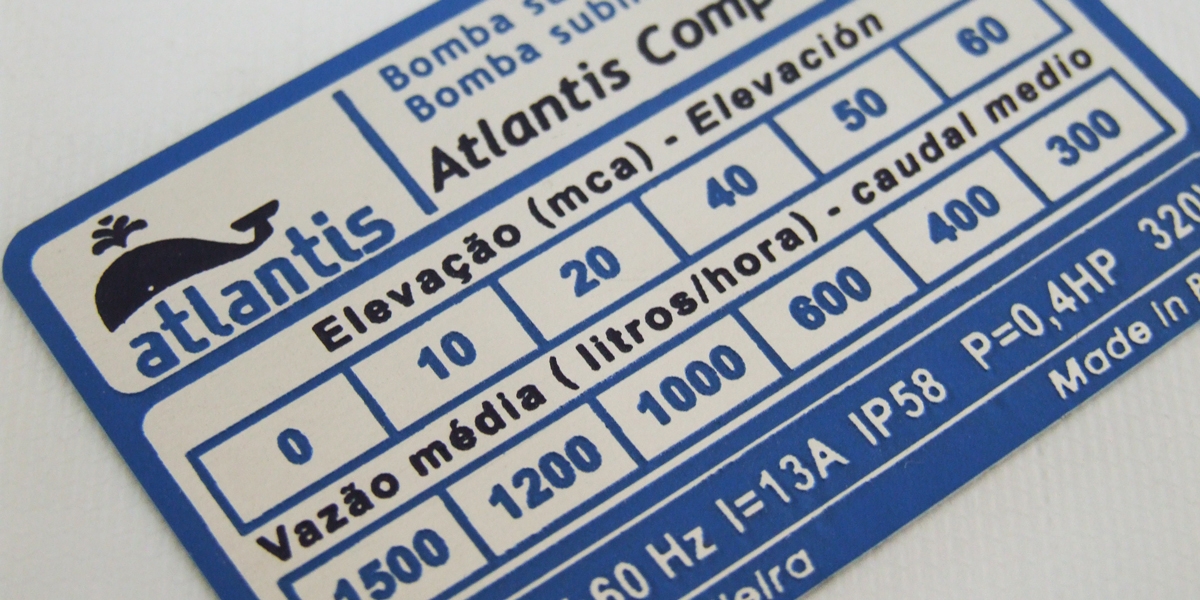 Bomba
Bomba
Atlantis
atlantis
Elevação (mca) - Elevación
0 10 20 40 50 60
Vazão média ( litros/hora) - caudal medio
1500 1200 1000 600 400 300
60 Hz I=13A IP58 P=0,4HP
Made In